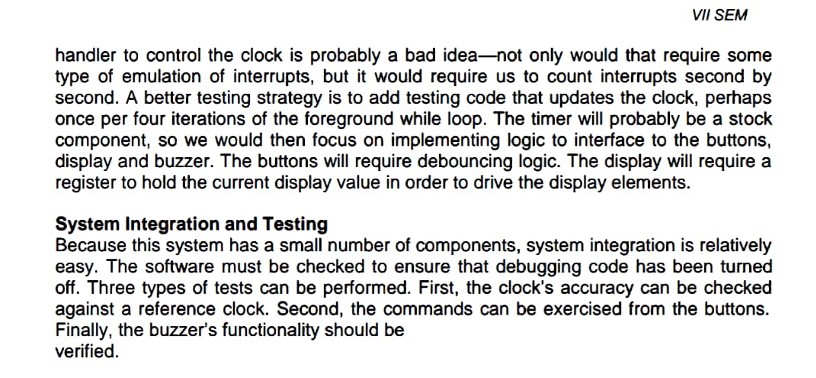 VII SEM
handler to control the clock is probably a bad idea—not only would that require some
type of emulation of interrupts, but it would require us to count interrupts second by
second. A better testing strategy is to add testing code that updates the clock, perhaps
once per four iterations of the foreground while loop. The timer will probably be a stock
component, so we would then focus on implementing logic to interface to the buttons,
display and buzzer. The buttons will require debouncing logic. The display will require a
register to hold the current display value in order to drive the display elements.
System Integration and Testing
Because this system has a small number of components, system integration is relatively
easy. The software must be checked to ensure that debugging code has been turned
off. Three types of tests can be performed. First, the clock's accuracy can be checked
against a reference clock. Second, the commands can be exercised from the buttons.
Finally, the buzzer's functionality should be
verified.